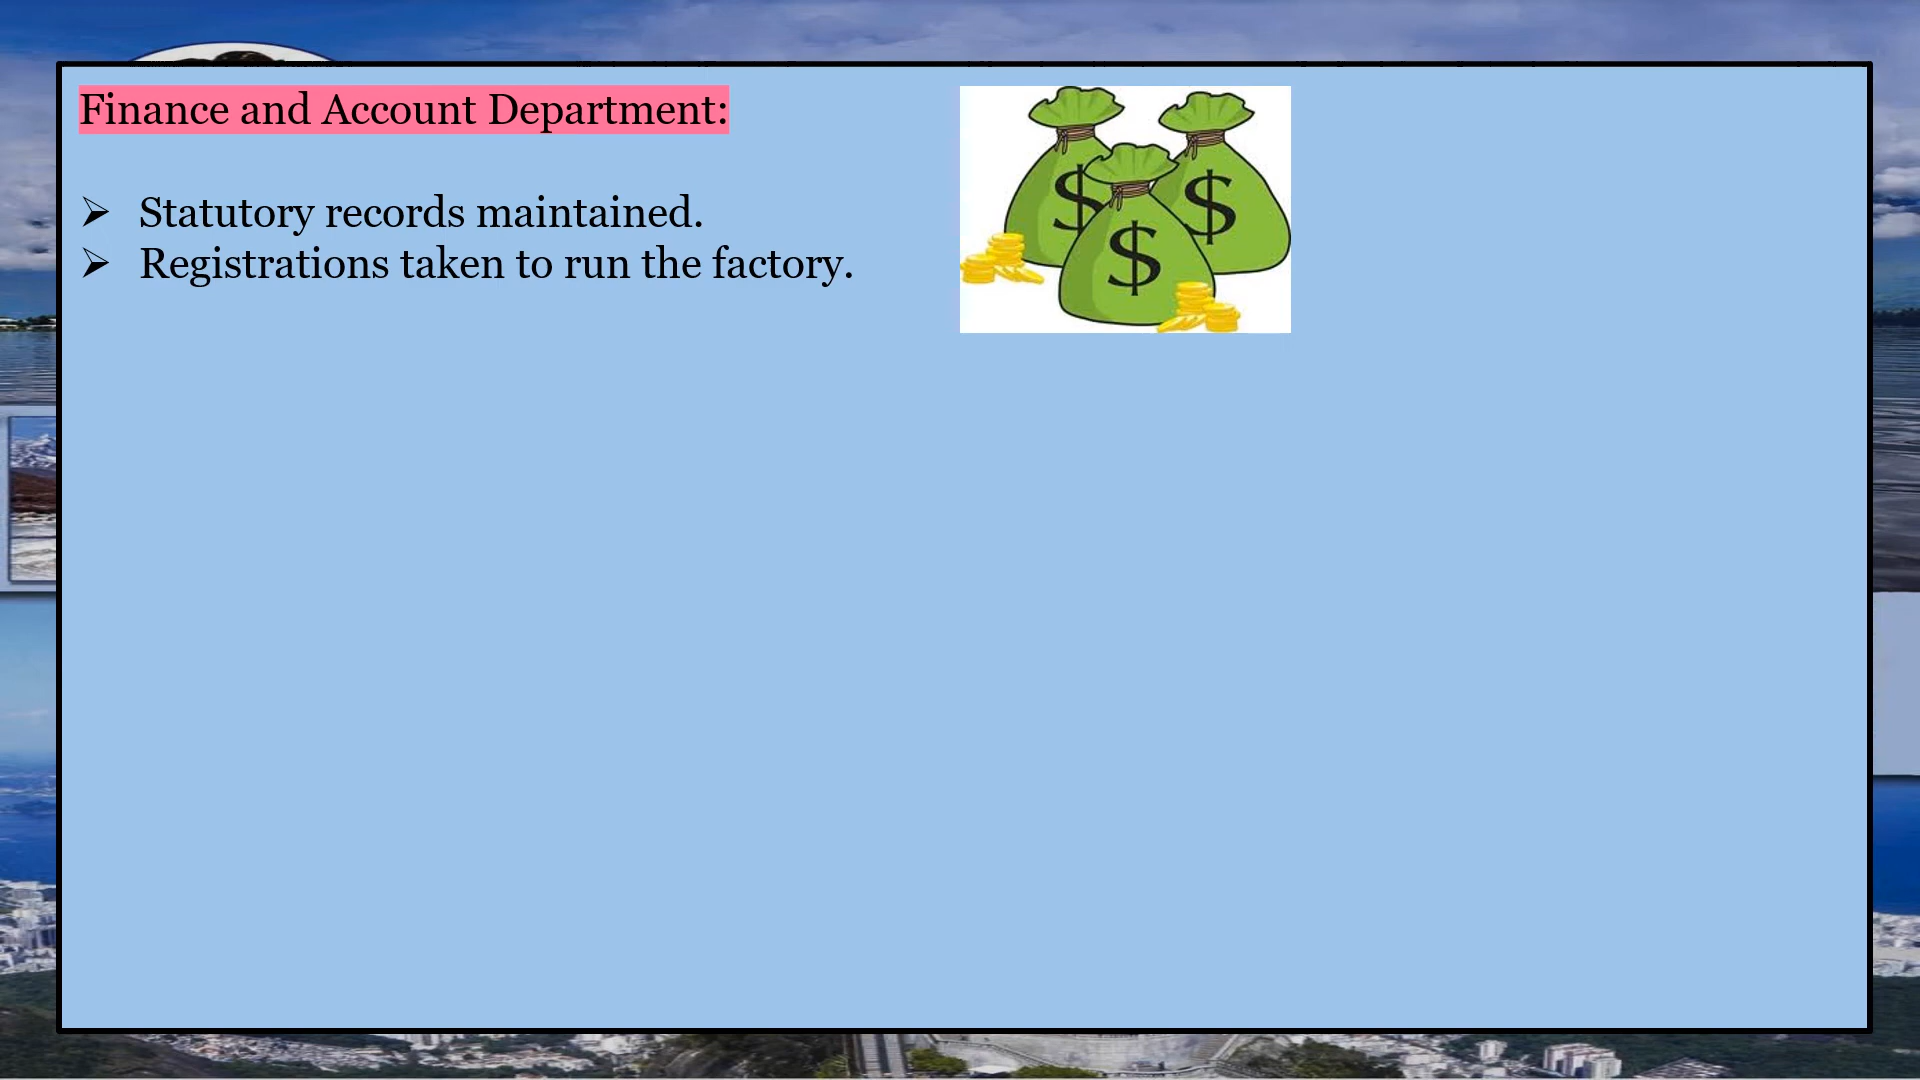 Finance and Account Department:
➢ Statutory records maintained.
➢ Registrations taken to run the factory.
$ $
$